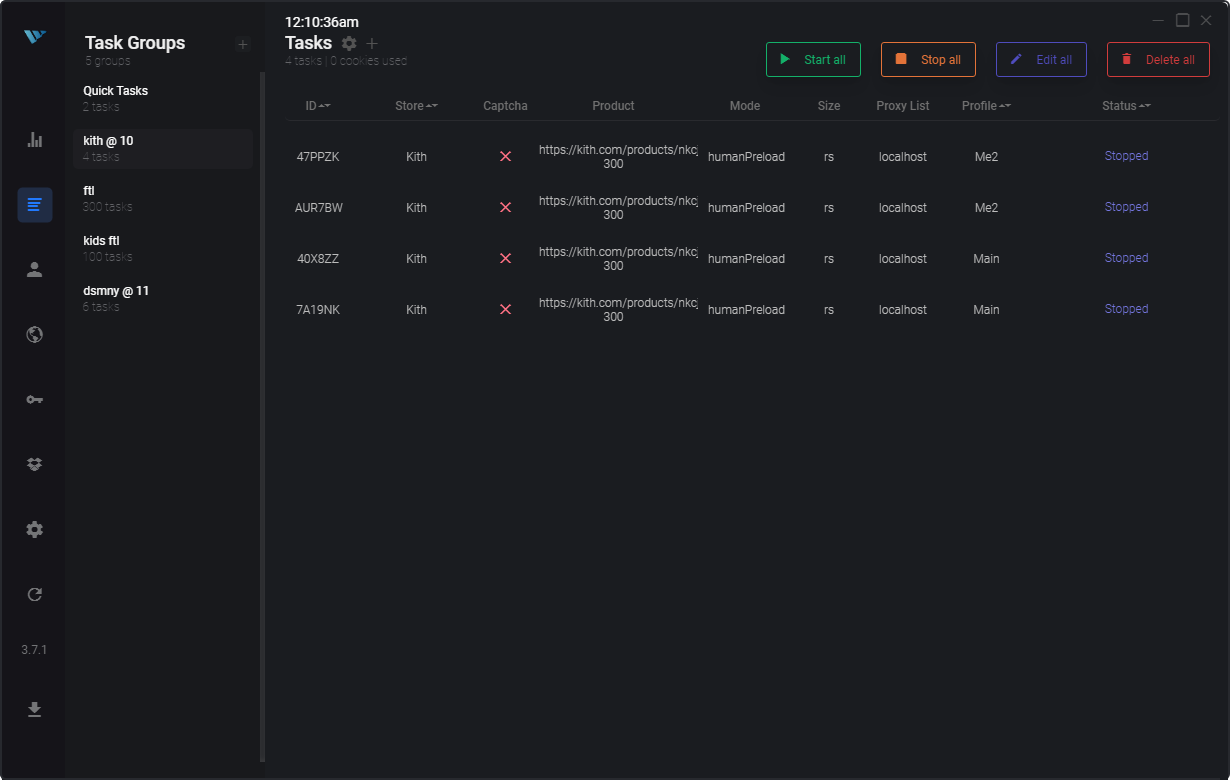 12:10:36am
Task Groups
5 groups
Tasks
4 tasks | 0 cookies used
Start all
Stop all
Edit all
Delete all
Quick Tasks
2 tasks
kith @ 10
4 tasks
ftl
300 tasks
kids ftl
100 tasks
dsmny @ 11
6 tasks
3.7.1
ID Store Captcha Product Mode Size Proxy List Profile Status
47PPZK Kith https://kith.com/products/nkcj humanPreload rs localhost Me2 Stopped
300
AUR7BW Kith https://kith.com/products/nkcj humanPreload rs localhost Me2 Stopped
300
40X8ZZ Kith https://kith.com/products/nkcj humanPreload rs localhost Main Stopped
300
7A19NK Kith https://kith.com/products/nkcj humanPreload rs localhost Main Stopped
300